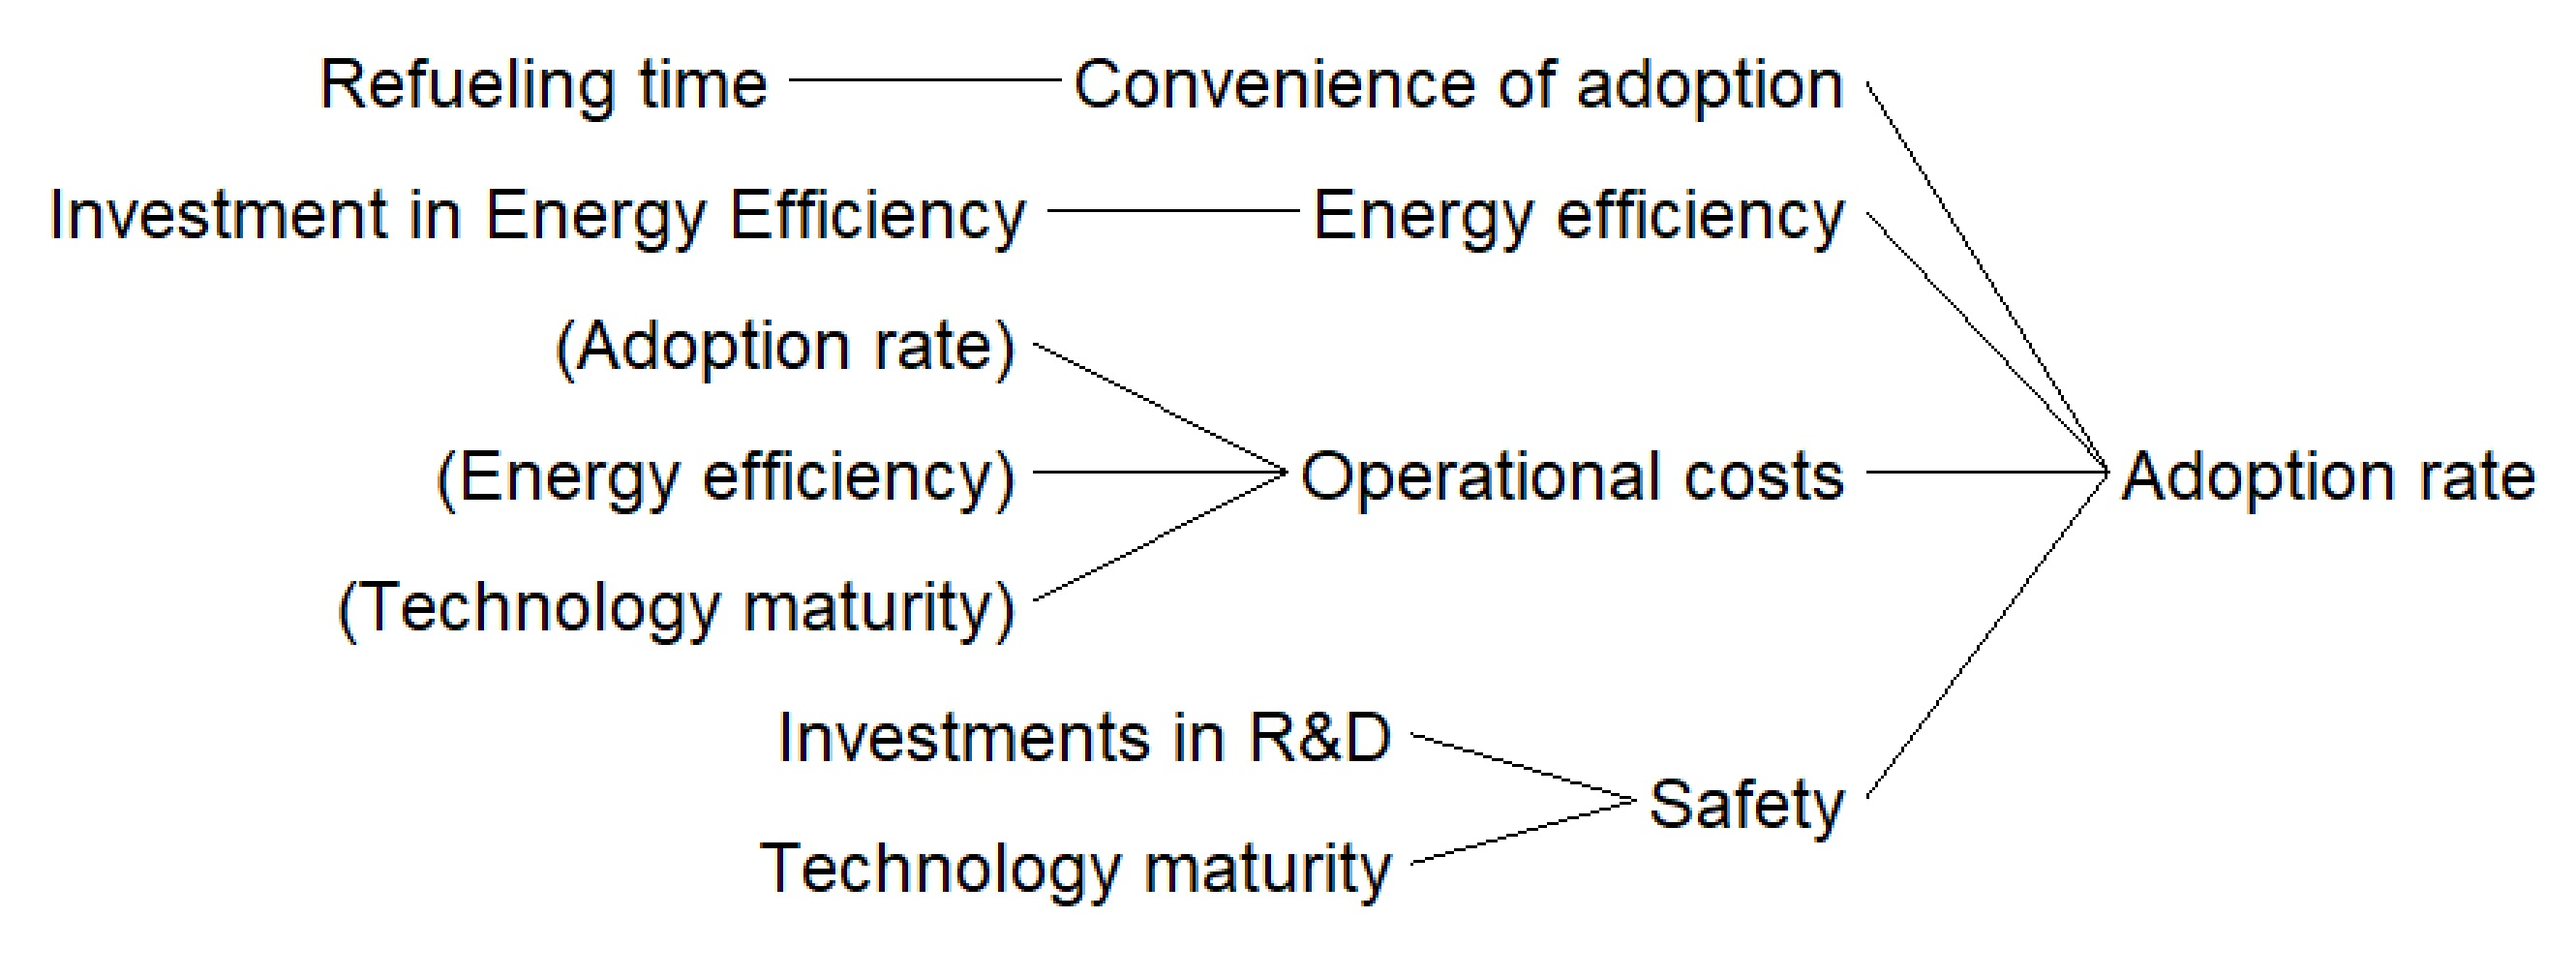 Refueling time Convenience of adoption
Investment in Energy Efficiency Energy efficiency
(Adoption rate)
(Energy efficiency) Operational costs Adoption rate
(Technology maturity)
Investments in R&D
Safety
Technology maturity